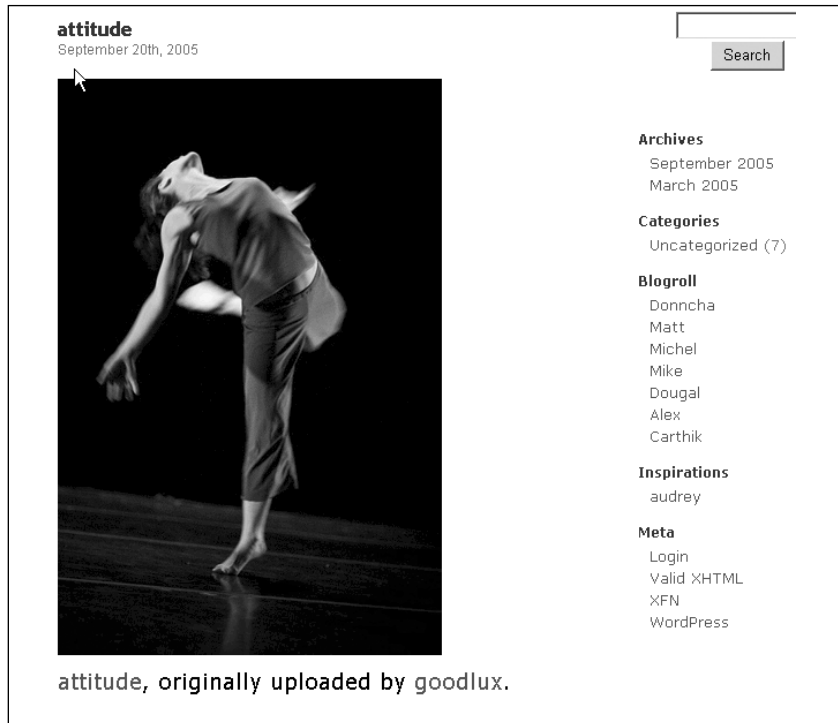 attitude
September 20th, 2005
attitude, originally uploaded by goodlux.
Search
Archives
September 2005
March 2005
Categories
Uncategorized (7)
Blogroll
Donncha
Matt
Michel
Mike
Dougal
Alex
Carthik
Inspirations
audrey
Meta
Login
Valid XHTML
XFN
WordPress